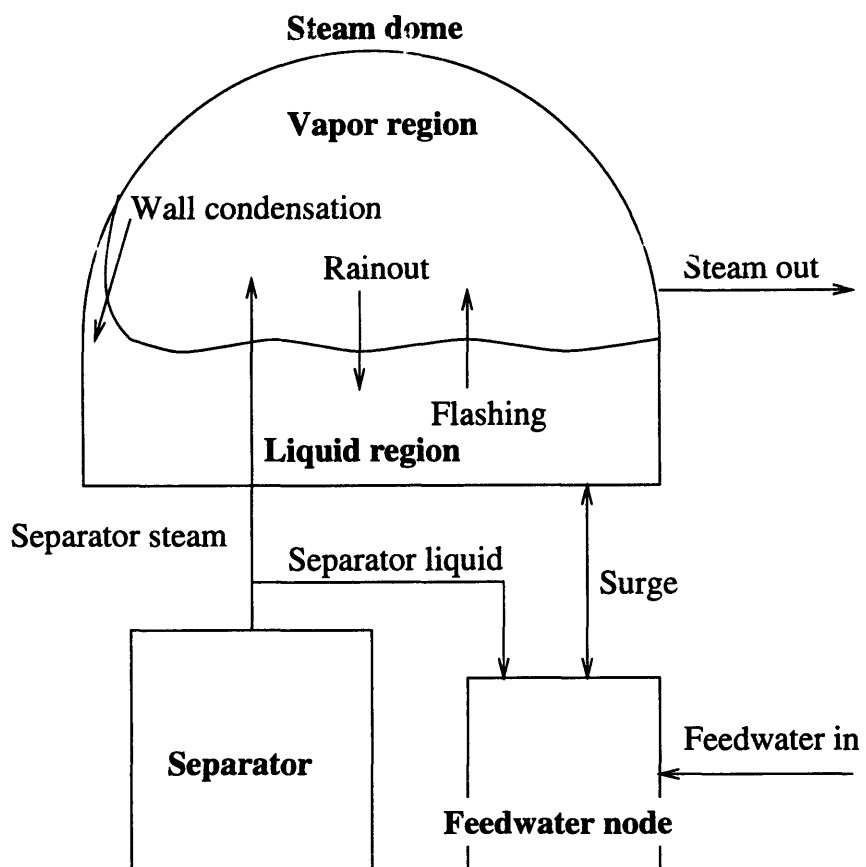 Steam dome
Vapor region
Wall condensation
Rainout
Steam out
Flashing
Liquid region
Separator steam
Separator liquid
Surge
Feedwater in
Separator
Feedwater node